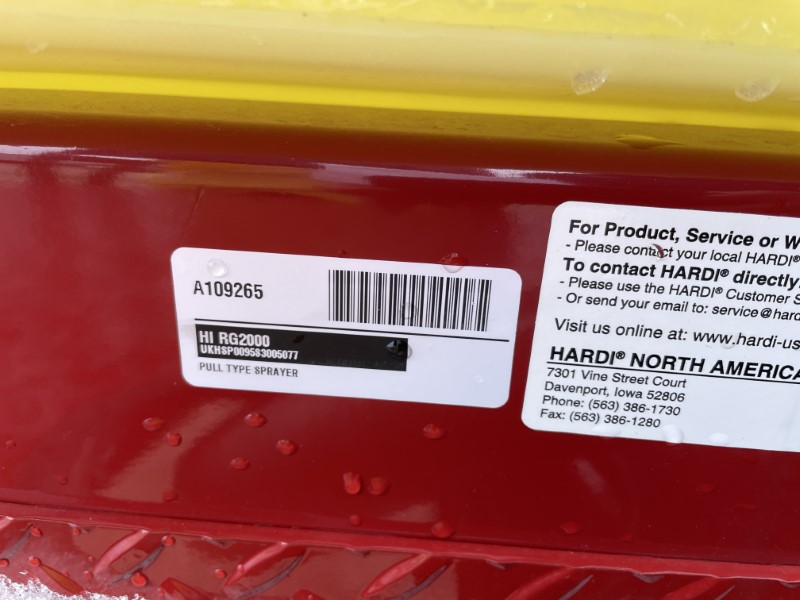 A109265
HI RG2000
UKHSP009583005077
PULL TYPE SPRAYER
For Product, Service or W
- Please contact your local HARDI®
To contact HARDI® directly
- Please use the HARDI® Customer S
- Or send your email to: service@hard
Visit us online at: www.hardi-us
HARDI® NORTH AMERICA
7301 Vine Street Court
Davenport, Iowa 52806
Phone: (563) 386-1730
Fax: (563) 386-1280